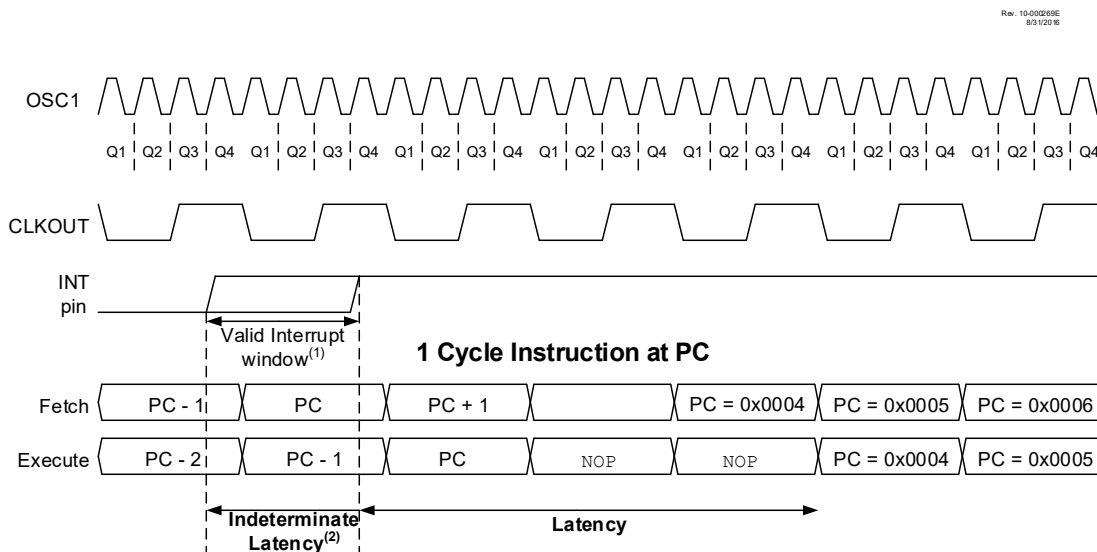 Rev. 10-000269E
8/31/2016
OSC1
Q1 Q2 Q3 Q4 Q1 Q2 Q3 Q4 Q1 Q2 Q3 Q4 Q1 Q2 Q3 Q4 Q1 Q2 Q3 Q4 Q1 Q2 Q3 Q4 Q1 Q2 Q3 Q4
CLKOUT
INT
pin
Valid Interrupt
window(1)
1 Cycle Instruction at PC
Fetch PC - 1 PC PC + 1 PC = 0x0004 PC = 0x0005 PC = 0x0006
Execute PC - 2 PC - 1 PC NOP NOP PC = 0x0004 PC = 0x0005
Indeterminate
Latency(2)
Latency